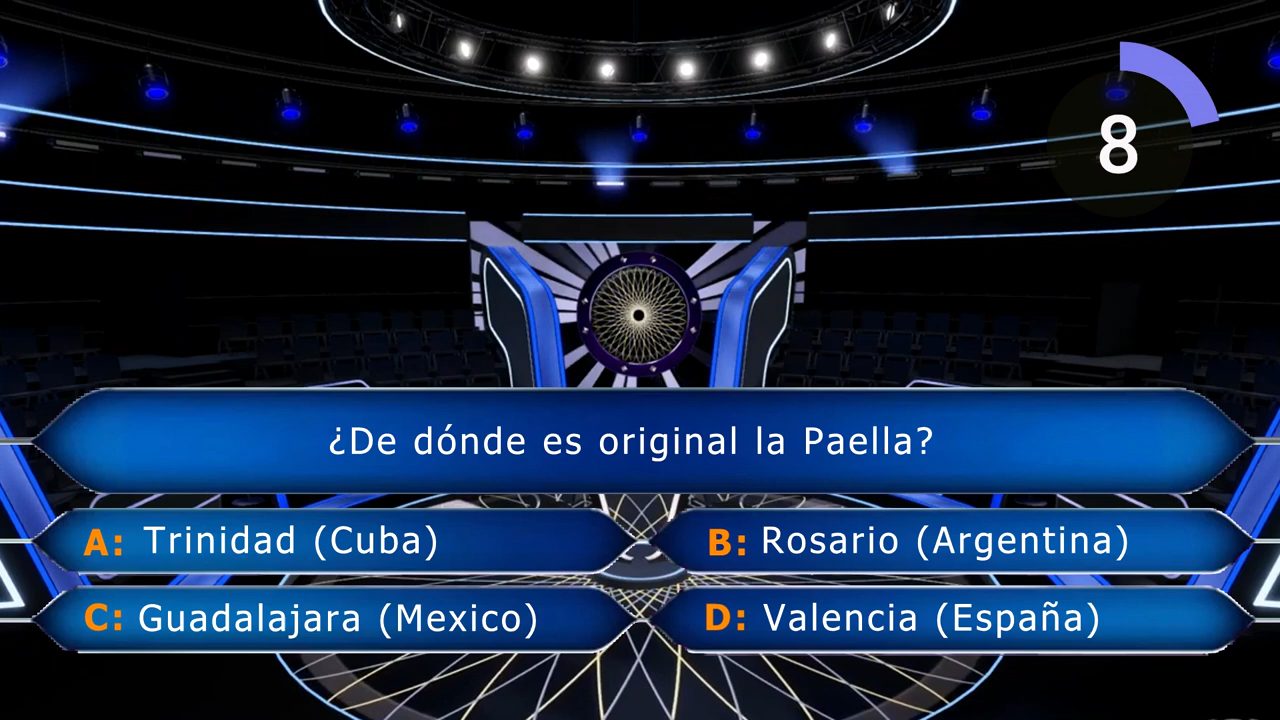 8
¿De dónde es original la Paella?
A: Trinidad (Cuba)
B: Rosario (Argentina)
C: Guadalajara (Mexico)
D: Valencia (España)